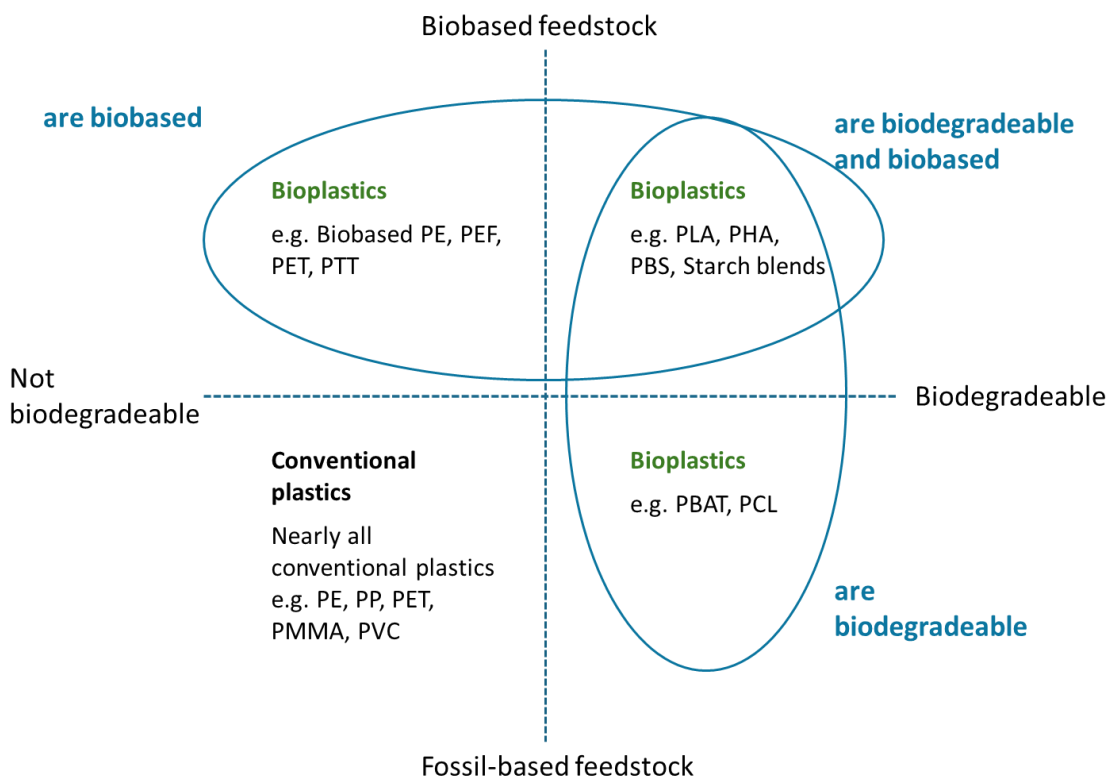 Biobased feedstock
are biobased
are biodegradeable
and biobased
Bioplastics
e.g. Biobased PE, PEF,
PET, PTT
Bioplastics
e.g. PLA, PHA,
PBS, Starch blends
Not
biodegradeable
Biodegradeable
Conventional
plastics
Nearly all
conventional plastics
e.g. PE, PP, PET,
PMMA, PVC
Bioplastics
e.g. PBAT, PCL
are
biodegradeable
Fossil-based feedstock